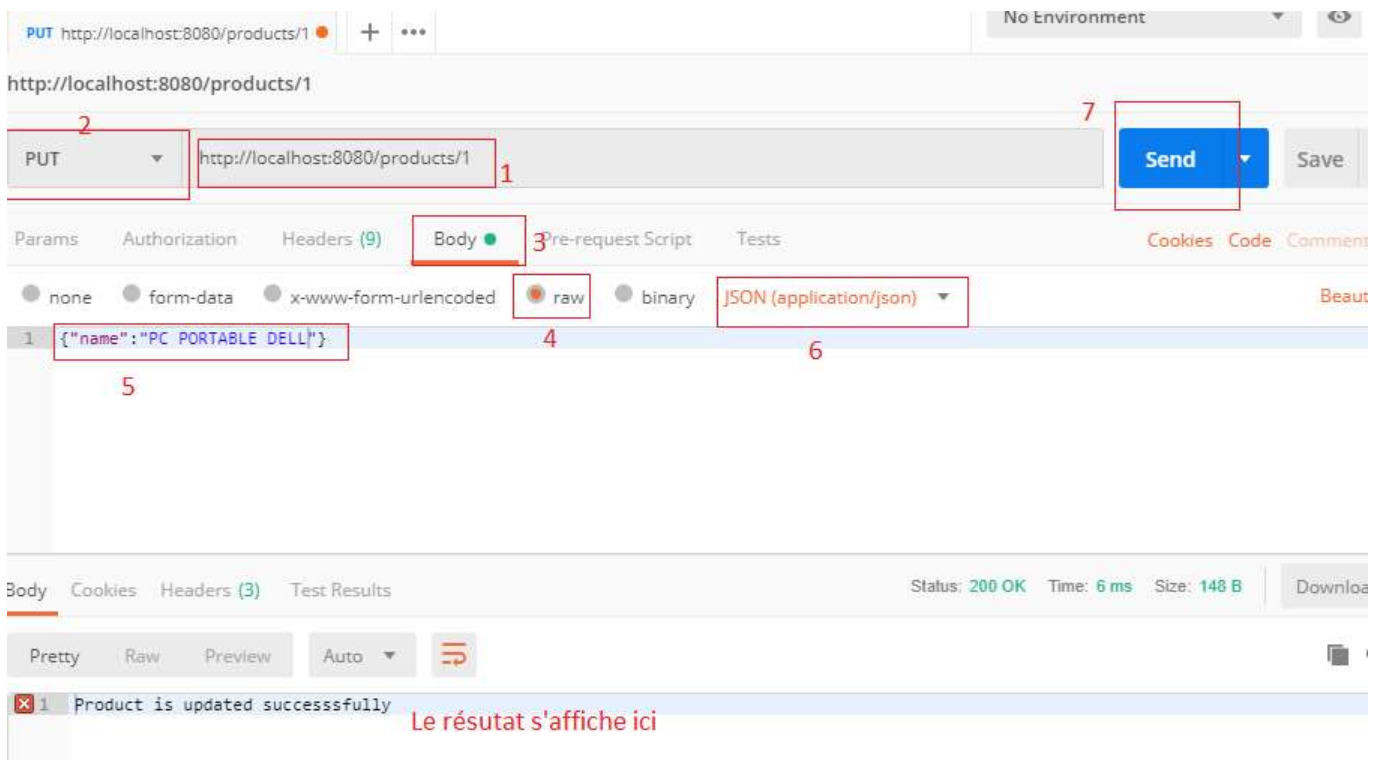 PUT http://localhost:8080/products/1
No Environment
http://localhost:8080/products/1
2
7
PUT http://localhost:8080/products/1 Send Save
1
Params Authorization Headers (9) Body Pre-request Script Tests Cookies Code Commen
3
none form-data x-www-form-urlencoded raw binary JSON (application/json) Beaut
1 {"name":"PC PORTABLE DELL"}
4
6
5
Body Cookies Headers (3) Test Results Status: 200 OK Time: 6 ms Size: 148 B Downloa
Pretty Raw Preview Auto
1 Product is updated successsfully
Le résutat s'affiche ici